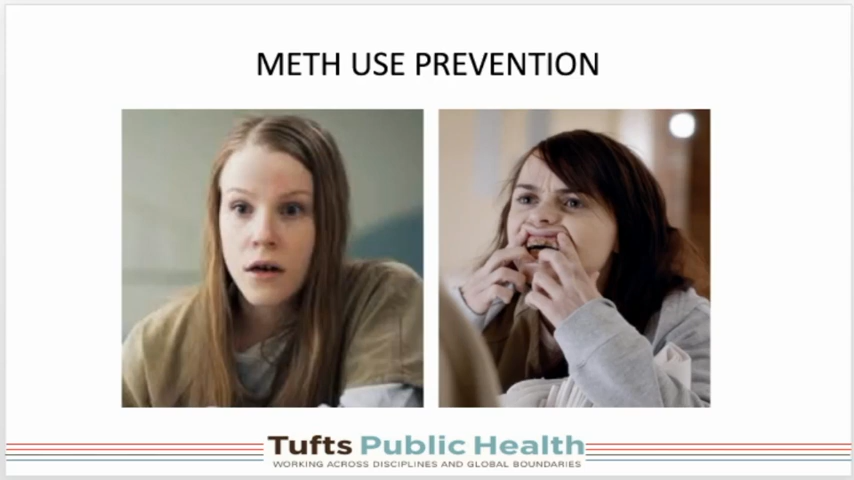 METH USE PREVENTION
Tufts Public Health
WORKING ACROSS DISCIPLINES AND GLOBAL BOUNDARIES